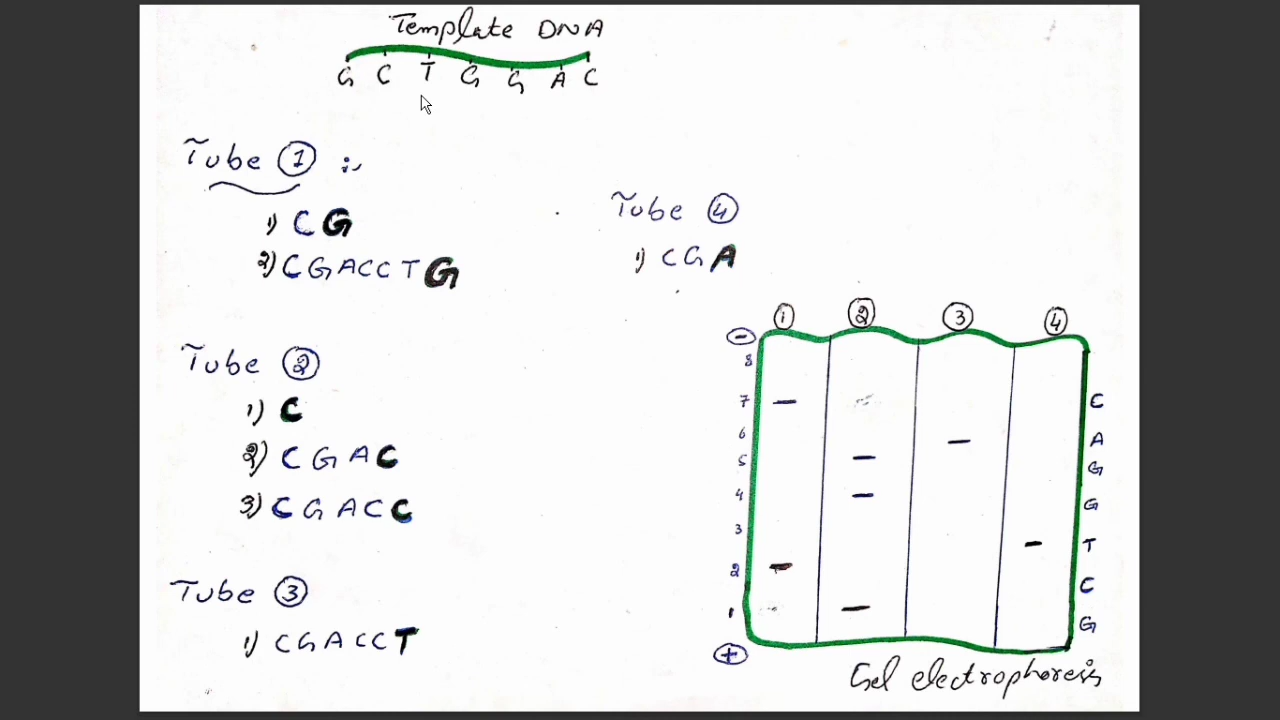 Template DNA
G C T G G A C
Tube ① :-
1) C G
2) C G A C C T G
Tube ②
1) C
2) C G A C
3) C G A C C
Tube ③
1) C G A C C T
Tube ④
1) C G A
① ② ③ ④
-
8
7 C
6 A
5 G
4 G
3 T
2 C
1 G
+
Gel electrophoresis